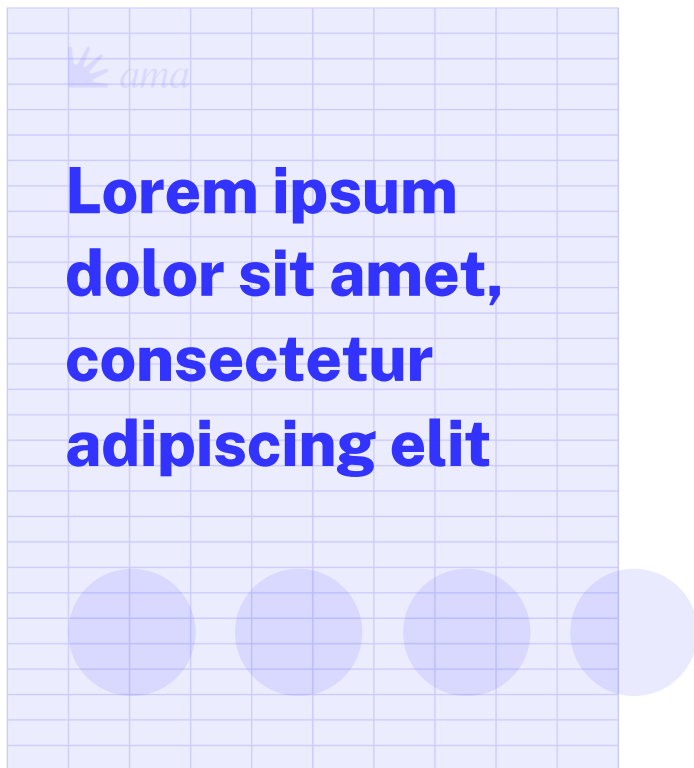 ama
Lorem ipsum
dolor sit amet,
consectetur
adipiscing elit